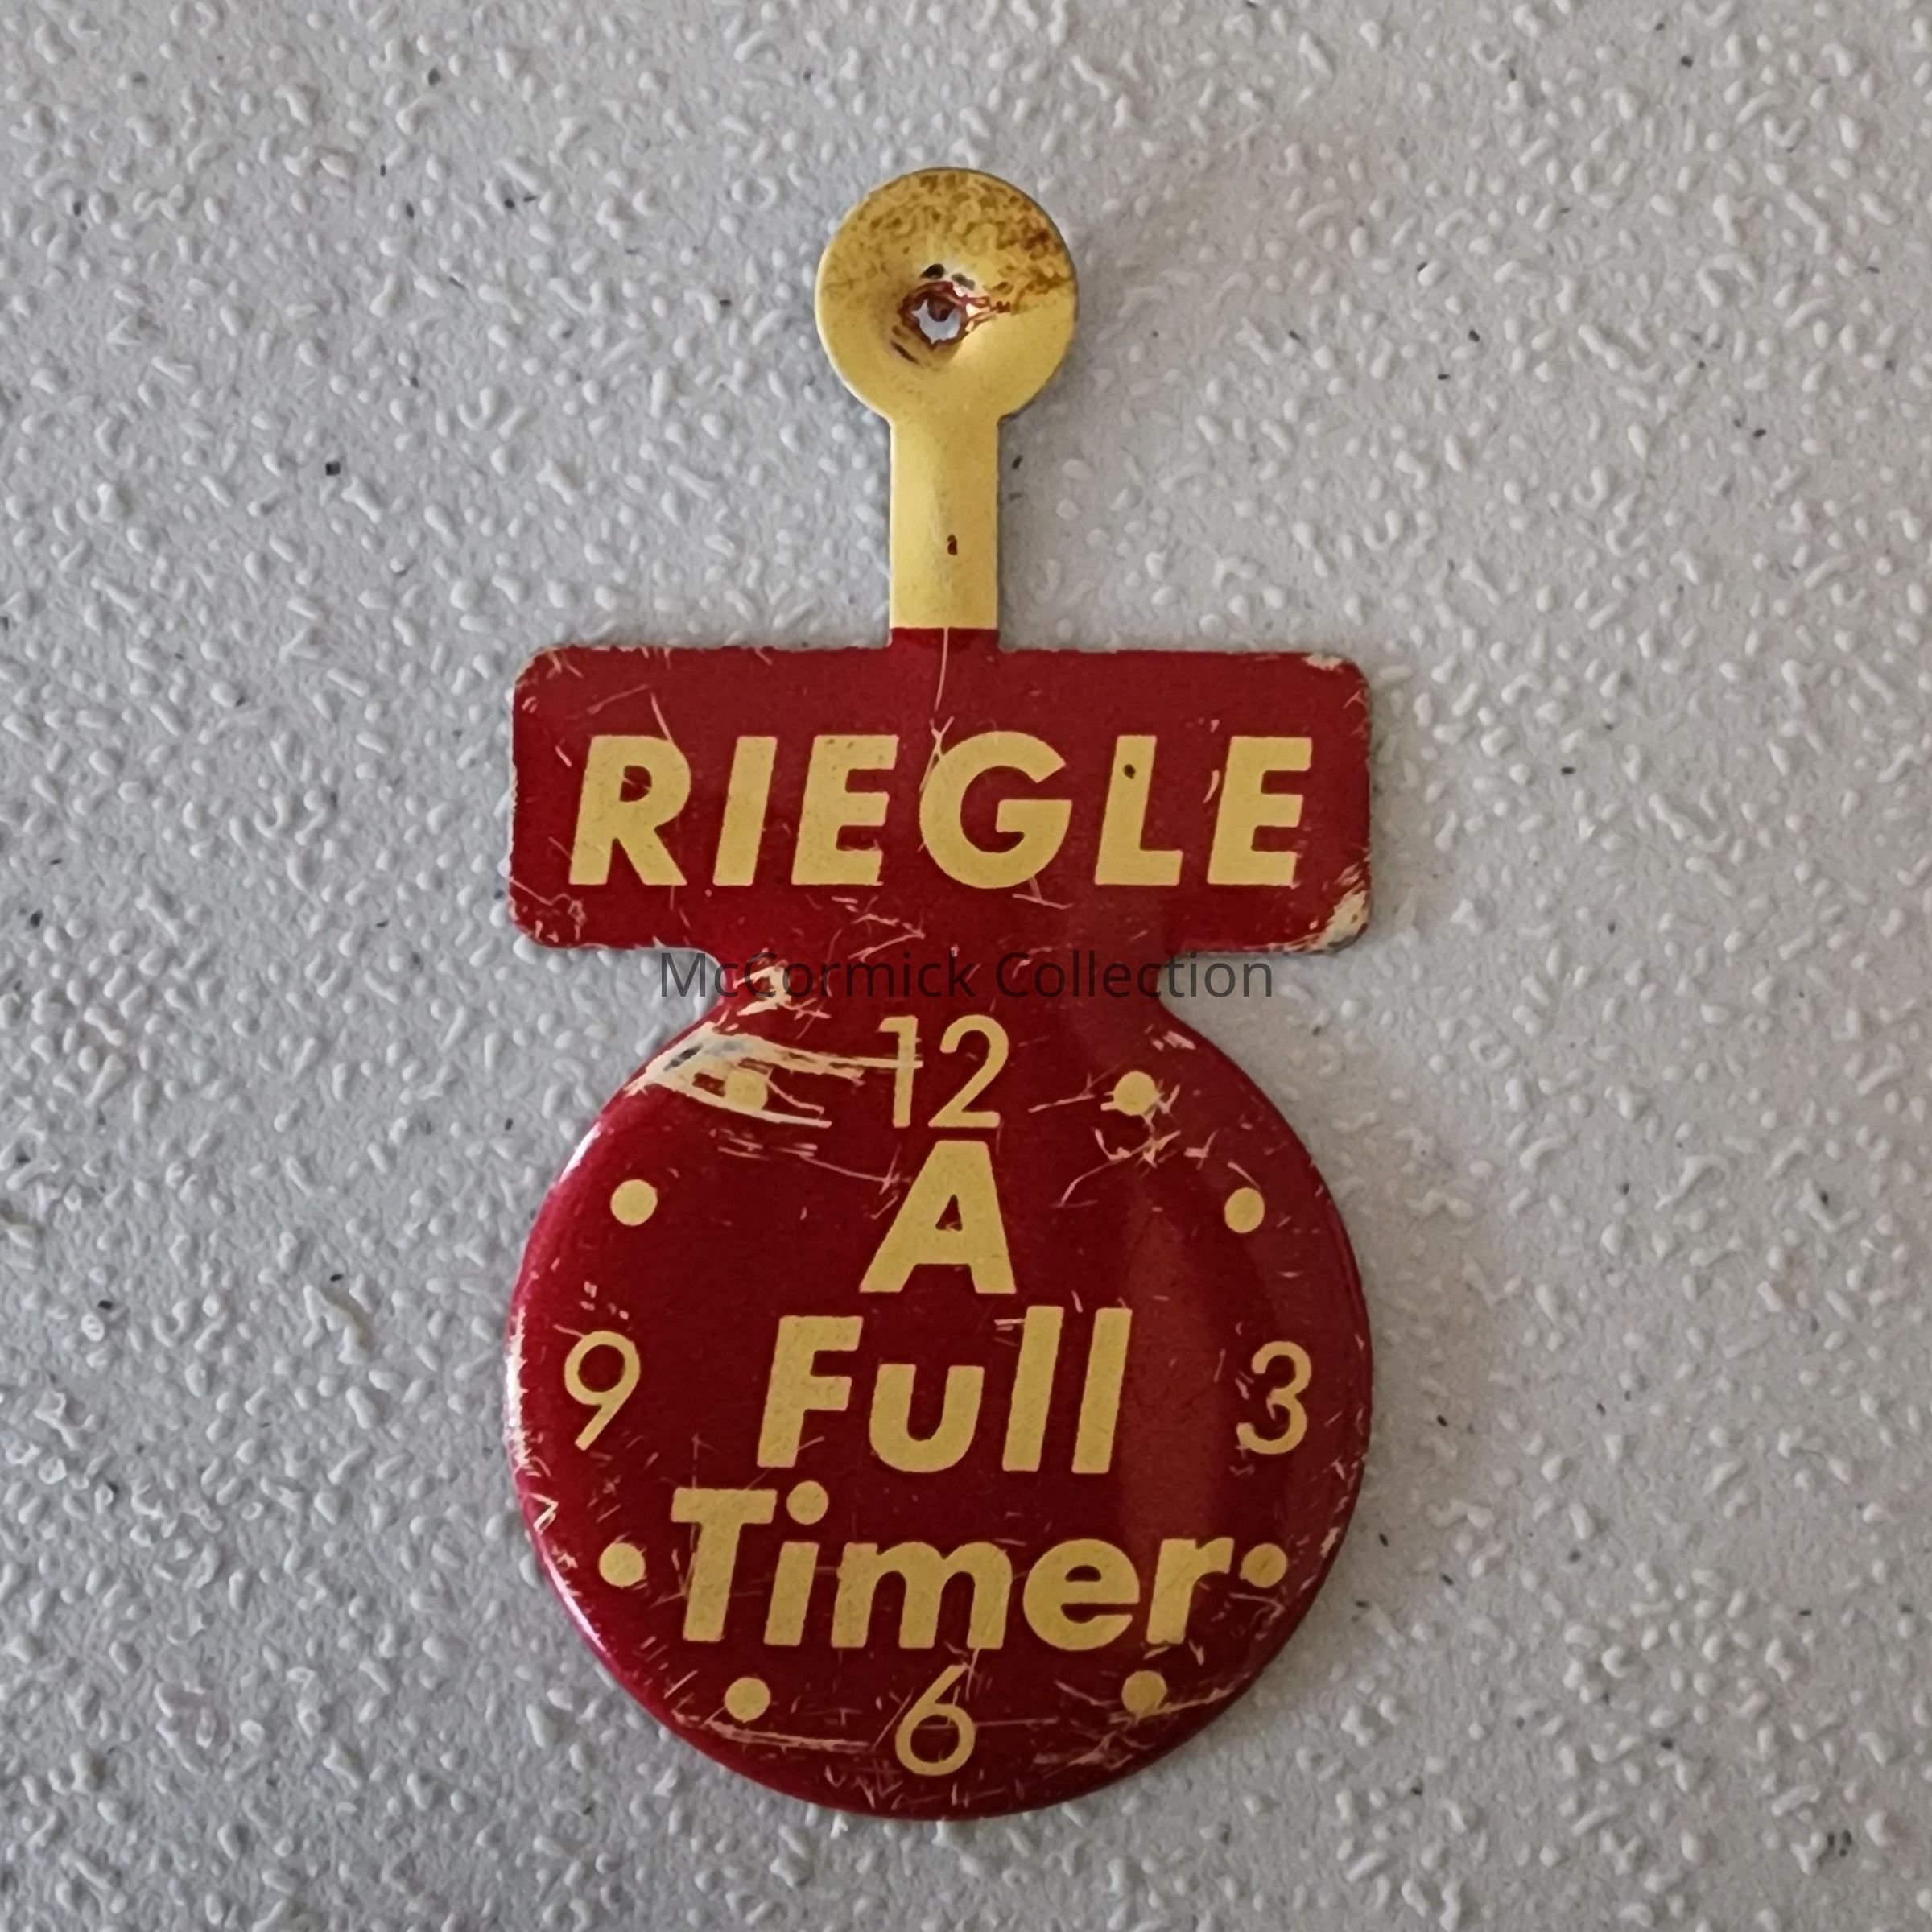 RIEGLE
McCormick Collection
12
A
Full
9 3
Timer
6